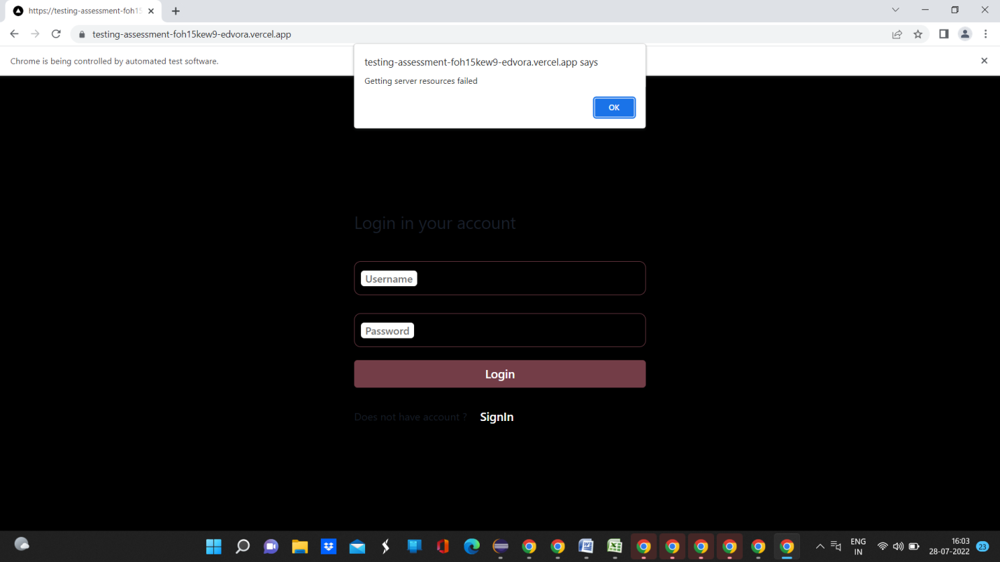 https://testing-assessment-foh15
testing-assessment-foh15kew9-edvora.vercel.app
Chrome is being controlled by automated test software.
testing-assessment-foh15kew9-edvora.vercel.app says
Getting server resources failed
OK
Login in your account
Username
Password
Login
Does not have account ?
SignIn
ENG
IN
16:03
28-07-2022
23